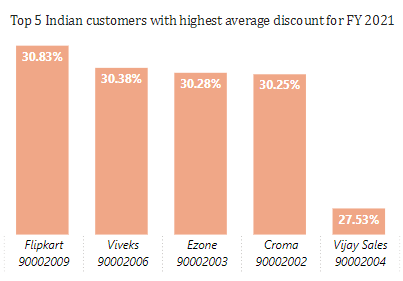 Top 5 Indian customers with highest average discount for FY 2021
30.83%
30.38%
30.28%
30.25%
27.53%
Flipkart
90002009
Viveks
90002006
Ezone
90002003
Croma
90002002
Vijay Sales
90002004